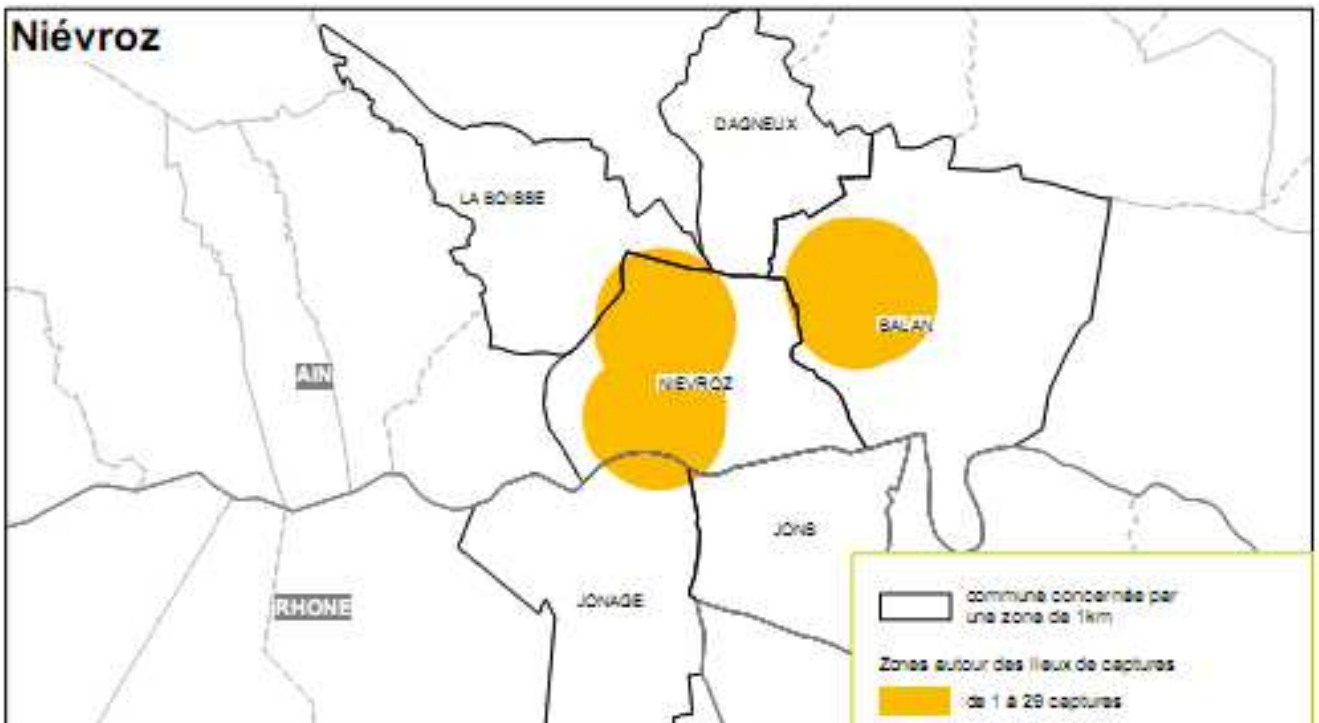 Niévroz
DAGNEUX
LA BOISSE
BALAN
AIN
NIEVROZ
JONS
RHONE
JONAGE
commune concernée par
une zone de 1km
Zones autour des lieux de captures
de 1 à 29 captures